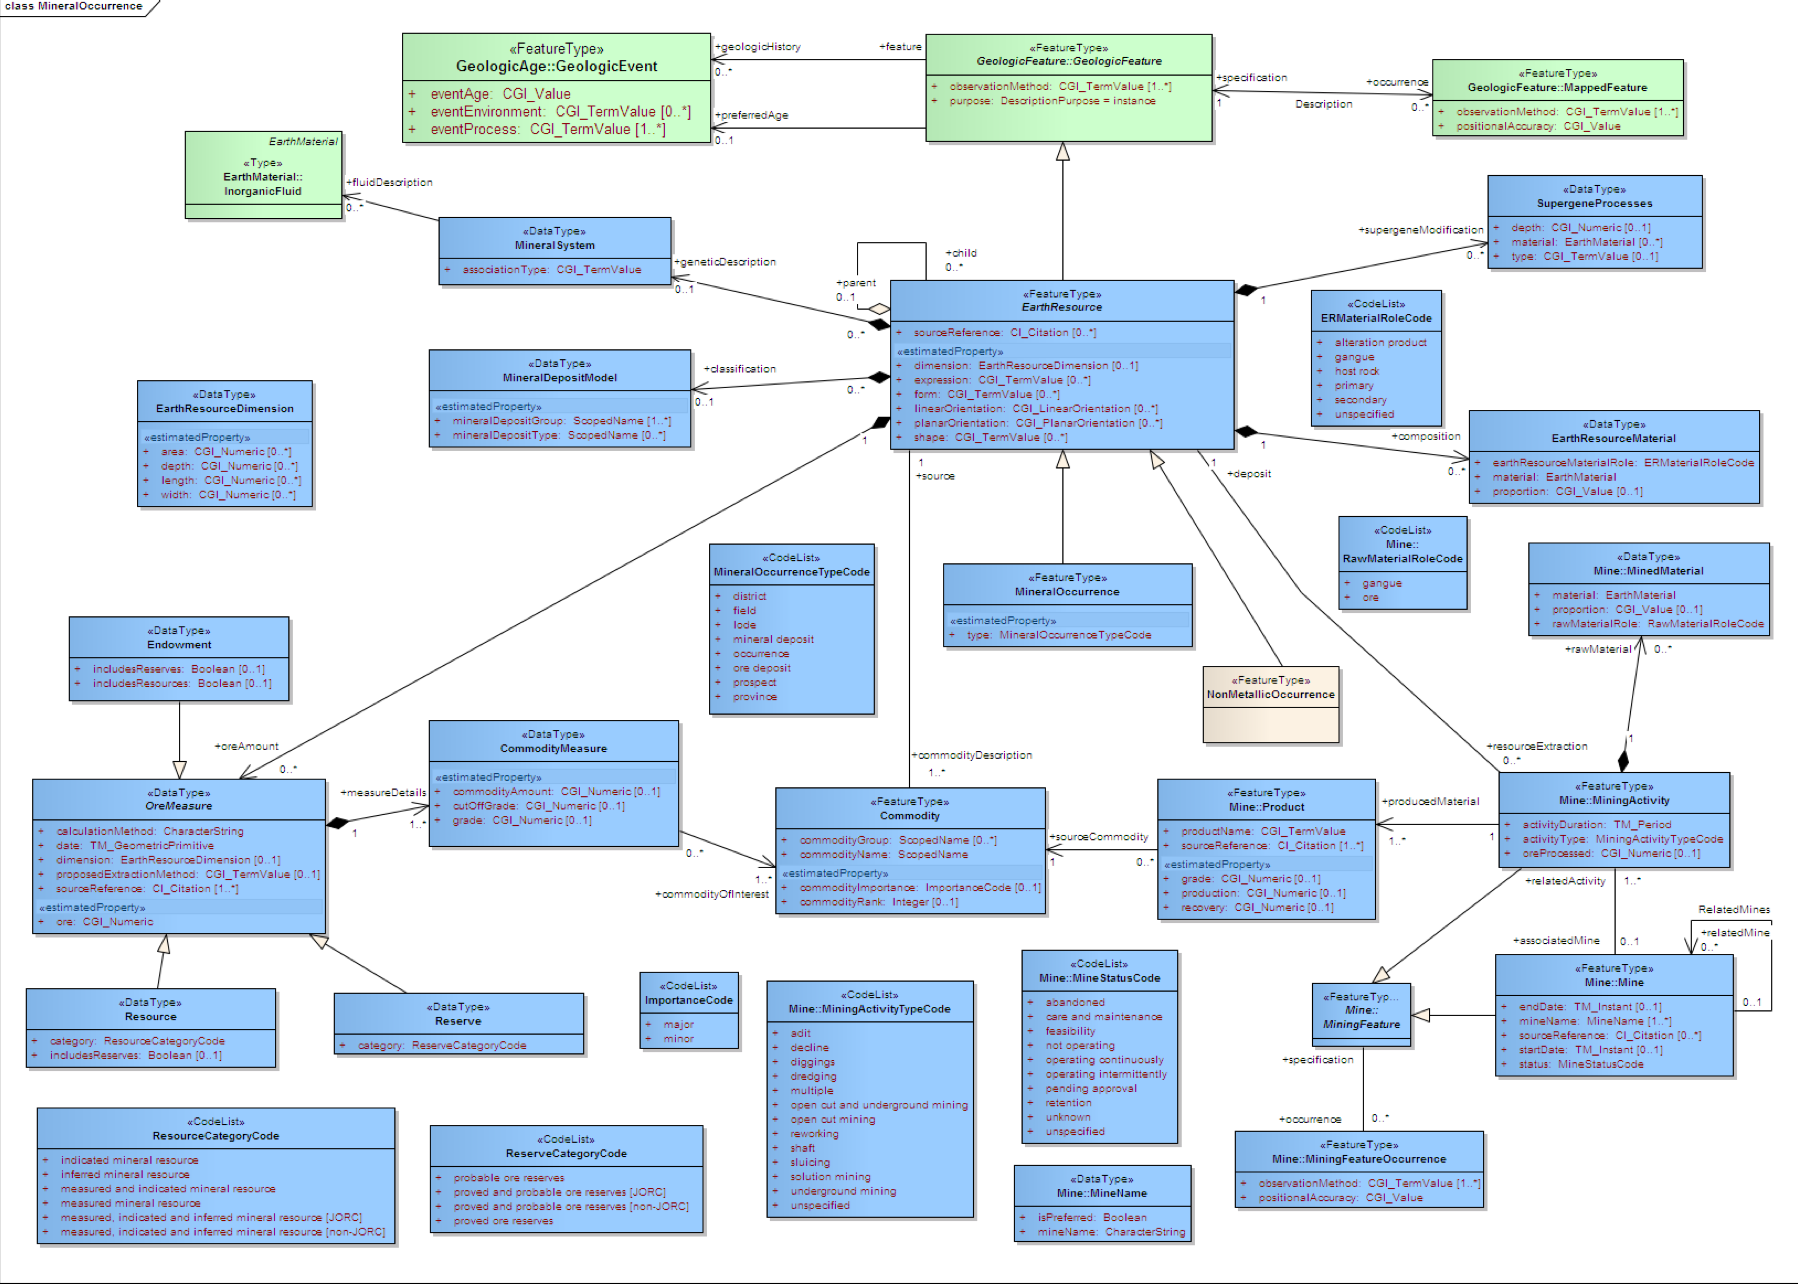 class MineralOccurrence
«FeatureType»
GeologicAge::GeologicEvent
+ eventAge: CGI_Value
+ eventEnvironment: CGI_TermValue [0..*]
+ eventProcess: CGI_TermValue [1..*]
+geologicHistory
0..*
+feature
+preferredAge
0..1
«FeatureType»
GeologicFeature::GeologicFeature
+ observationMethod: CGI_TermValue [1..*]
+ purpose: DescriptionPurpose = instance
+specification
1
Description
+occurrence
0..*
«FeatureType»
GeologicFeature::MappedFeature
+ observationMethod: CGI_TermValue [1..*]
+ positionalAccuracy: CGI_Value
EarthMaterial
«Type»
EarthMaterial::
InorganicFluid
+fluidDescription
0..*
«DataType»
MineralSystem
+ associationType: CGI_TermValue
+geneticDescription
0..1
0..*
+child
0..*
+parent
0..1
«DataType»
SupergeneProcesses
+ depth: CGI_Numeric [0..1]
+ material: EarthMaterial [0..*]
+ type: CGI_TermValue [0..1]
+supergeneModification
0..*
1
«FeatureType»
EarthResource
+ sourceReference: CI_Citation [0..*]
«estimatedProperty»
+ dimension: EarthResourceDimension [0..1]
+ expression: CGI_TermValue [0..*]
+ form: CGI_TermValue [0..*]
+ linearOrientation: CGI_LinearOrientation [0..*]
+ planarOrientation: CGI_PlanarOrientation [0..*]
+ shape: CGI_TermValue [0..*]
«CodeList»
ERMaterialRoleCode
+ alteration product
+ gangue
+ host rock
+ primary
+ secondary
+ unspecified
«DataType»
MineralDepositModel
«estimatedProperty»
+ mineralDepositGroup: ScopedName [1..*]
+ mineralDepositType: ScopedName [0..*]
+classification
0..1
0..*
«DataType»
EarthResourceDimension
«estimatedProperty»
+ area: CGI_Numeric [0..*]
+ depth: CGI_Numeric [0..*]
+ length: CGI_Numeric [0..*]
+ width: CGI_Numeric [0..*]
1
1
+source
1
+deposit
1
+composition
0..*
«DataType»
EarthResourceMaterial
+ earthResourceMaterialRole: ERMaterialRoleCode
+ material: EarthMaterial
+ proportion: CGI_Value [0..1]
«CodeList»
Mine::
RawMaterialRoleCode
+ gangue
+ ore
«DataType»
Mine::MinedMaterial
+ material: EarthMaterial
+ proportion: CGI_Value [0..1]
+ rawMaterialRole: RawMaterialRoleCode
+rawMaterial
0..*
1
«CodeList»
MineralOccurrenceTypeCode
+ district
+ field
+ lode
+ mineral deposit
+ occurrence
+ ore deposit
+ prospect
+ province
«FeatureType»
MineralOccurrence
«estimatedProperty»
+ type: MineralOccurrenceTypeCode
«FeatureType»
NonMetallicOccurrence
«DataType»
Endowment
+ includesReserves: Boolean [0..1]
+ includesResources: Boolean [0..1]
+oreAmount
0..*
«DataType»
OreMeasure
+ calculationMethod: CharacterString
+ date: TM_GeometricPrimitive
+ dimension: EarthResourceDimension [0..1]
+ proposedExtractionMethod: CGI_TermValue [0..1]
+ sourceReference: CI_Citation [1..*]
«estimatedProperty»
+ ore: CGI_Numeric
+measureDetails
1
1..*
«DataType»
CommodityMeasure
«estimatedProperty»
+ commodityAmount: CGI_Numeric [0..1]
+ cutOffGrade: CGI_Numeric [0..1]
+ grade: CGI_Numeric [0..1]
0..*
1..*
+commodityOfInterest
+commodityDescription
1..*
«FeatureType»
Commodity
+ commodityGroup: ScopedName [0..*]
+ commodityName: ScopedName
«estimatedProperty»
+ commodityImportance: ImportanceCode [0..1]
+ commodityRank: Integer [0..1]
+sourceCommodity
1
0..*
«FeatureType»
Mine::Product
+ productName: CGI_TermValue
+ sourceReference: CI_Citation [1..*]
«estimatedProperty»
+ grade: CGI_Numeric [0..1]
+ production: CGI_Numeric [0..1]
+ recovery: CGI_Numeric [0..1]
+producedMaterial
1..*
1
+resourceExtraction
0..*
«FeatureType»
Mine::MiningActivity
+ activityDuration: TM_Period
+ activityType: MiningActivityTypeCode
+ oreProcessed: CGI_Numeric [0..1]
+relatedActivity
1..*
RelatedMines
+relatedMine
0..*
+associatedMine
0..1
0..1
«FeatureType»
Mine::Mine
+ endDate: TM_Instant [0..1]
+ mineName: MineName [1..*]
+ sourceReference: CI_Citation [0..*]
+ startDate: TM_Instant [0..1]
+ status: MineStatusCode
«FeatureTyp...
Mine::
MiningFeature
+specification
+occurrence
0..*
«FeatureType»
Mine::MiningFeatureOccurrence
+ observationMethod: CGI_TermValue [1..*]
+ positionalAccuracy: CGI_Value
«DataType»
Resource
+ category: ResourceCategoryCode
+ includesReserves: Boolean [0..1]
«DataType»
Reserve
+ category: ReserveCategoryCode
«CodeList»
ImportanceCode
+ major
+ minor
«CodeList»
Mine::MiningActivityTypeCode
+ adit
+ decline
+ diggings
+ dredging
+ multiple
+ open cut and underground mining
+ open cut mining
+ reworking
+ shaft
+ sluicing
+ solution mining
+ underground mining
+ unspecified
«CodeList»
Mine::MineStatusCode
+ abandoned
+ care and maintenance
+ feasibility
+ not operating
+ operating continuously
+ operating intermittently
+ pending approval
+ retention
+ unknown
+ unspecified
«DataType»
Mine::MineName
+ isPreferred: Boolean
+ mineName: CharacterString
«CodeList»
ResourceCategoryCode
+ indicated mineral resource
+ inferred mineral resource
+ measured and indicated mineral resource
+ measured mineral resource
+ measured, indicated and inferred mineral resource [JORC]
+ measured, indicated and inferred mineral resource [non-JORC]
«CodeList»
ReserveCategoryCode
+ probable ore reserves
+ proved and probable ore reserves [JORC]
+ proved and probable ore reserves [non-JORC]
+ proved ore reserves